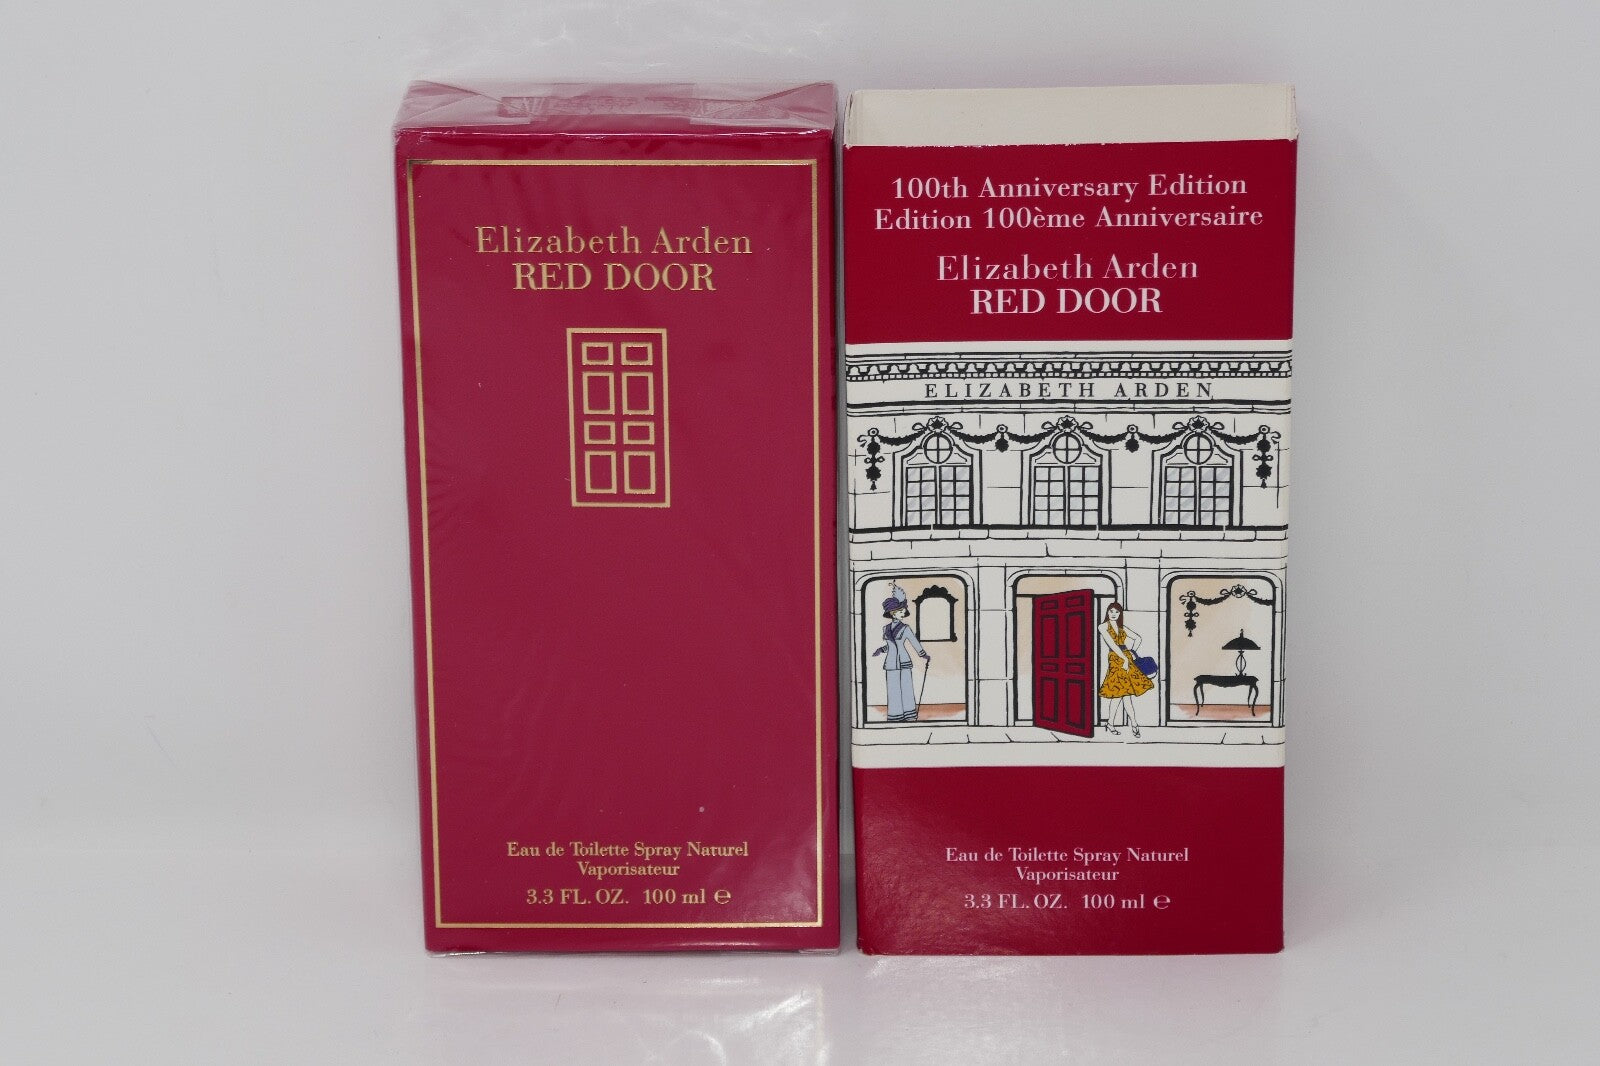 Elizabeth Arden
RED DOOR
Eau de Toilette Spray Naturel
Vaporisateur
3.3 FL. OZ. 100 ml ℮
100th Anniversary Edition
Edition 100ème Anniversaire
Elizabeth Arden
RED DOOR
ELIZABETH ARDEN
Eau de Toilette Spray Naturel
Vaporisateur
3.3 FL. OZ. 100 ml ℮